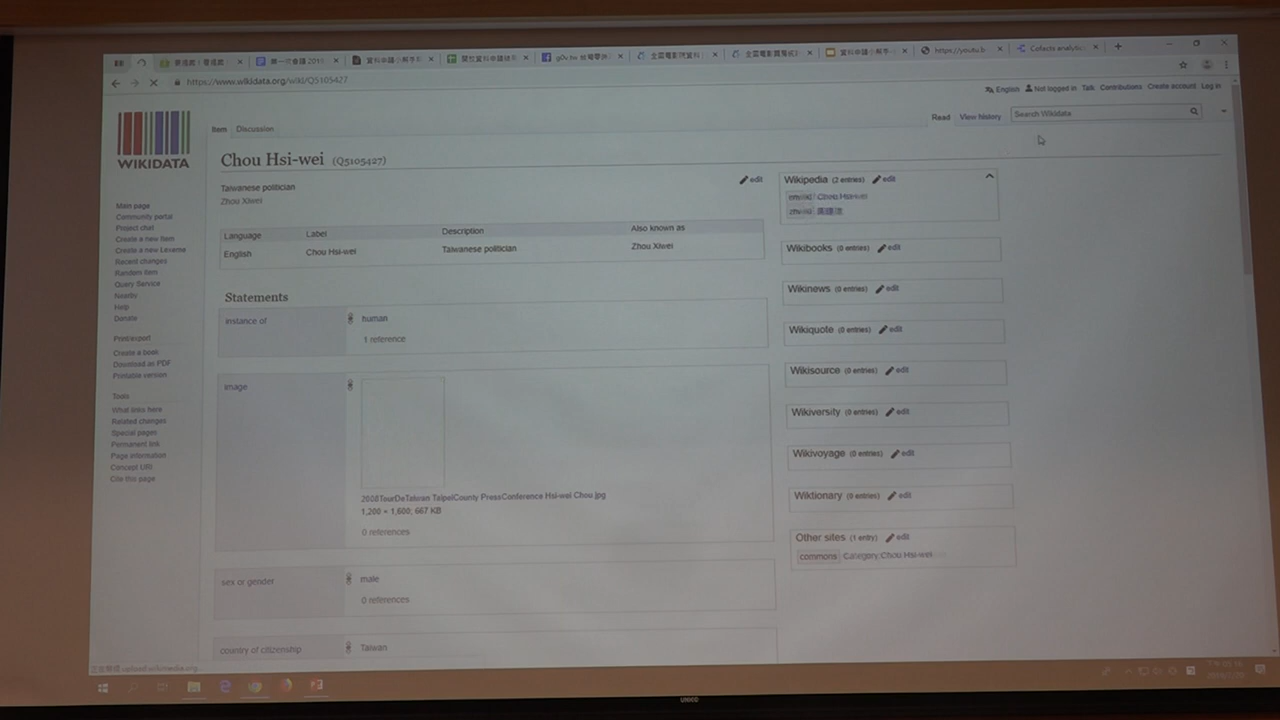 https://youtu.b
Cofacts analytic
https://www.wikidata.org/wiki/Q5105427
English Not logged in Talk Contributions Create account Log in
Item Discussion
Read View history Search Wikidata
WIKIDATA
Chou Hsi-wei (Q5105427)
Taiwanese politician
Zhou Xiwei
edit
Language Label Description Also known as
English Chou Hsi-wei Taiwanese politician Zhou Xiwei
Main page
Community portal
Project chat
Create a new Item
Create a new Lexeme
Recent changes
Random item
Query Service
Nearby
Help
Donate
Print/export
Create a book
Download as PDF
Printable version
Tools
What links here
Related changes
Special pages
Permanent link
Page information
Concept URI
Cite this page
Statements
instance of
human
1 reference
image
2008TourDeTaiwan TaipeiCounty PressConference Hsi-wei Chou.jpg
1,200 × 1,600; 667 KB
0 references
sex or gender
male
0 references
country of citizenship
Taiwan
Wikipedia (2 entries) edit
enwiki Chou Hsi-wei
zhwiki
Wikibooks (0 entries) edit
Wikinews (0 entries) edit
Wikiquote (0 entries) edit
Wikisource (0 entries) edit
Wikiversity (0 entries) edit
Wikivoyage (0 entries) edit
Wiktionary (0 entries) edit
Other sites (1 entry) edit
commons Category:Chou Hsi-wei